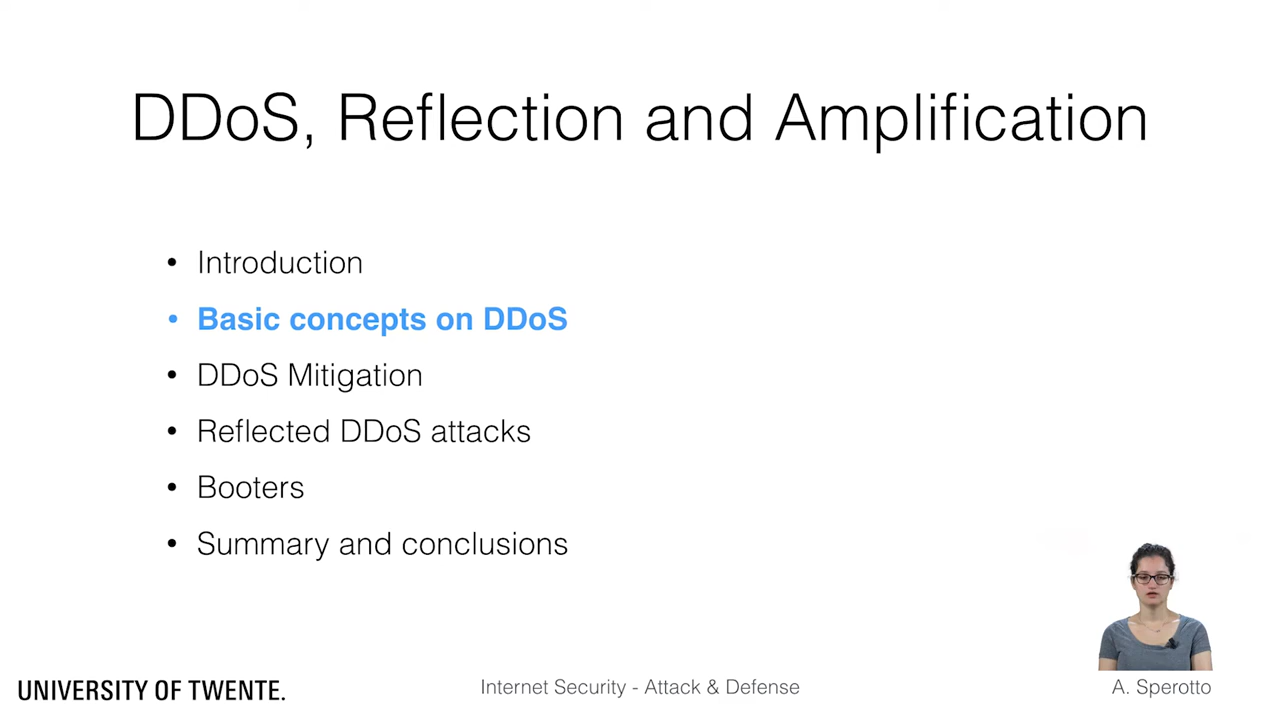 DDoS, Reflection and Amplification
• Introduction
• Basic concepts on DDoS
• DDoS Mitigation
• Reflected DDoS attacks
• Booters
• Summary and conclusions
UNIVERSITY OF TWENTE.
Internet Security - Attack & Defense
A. Sperotto